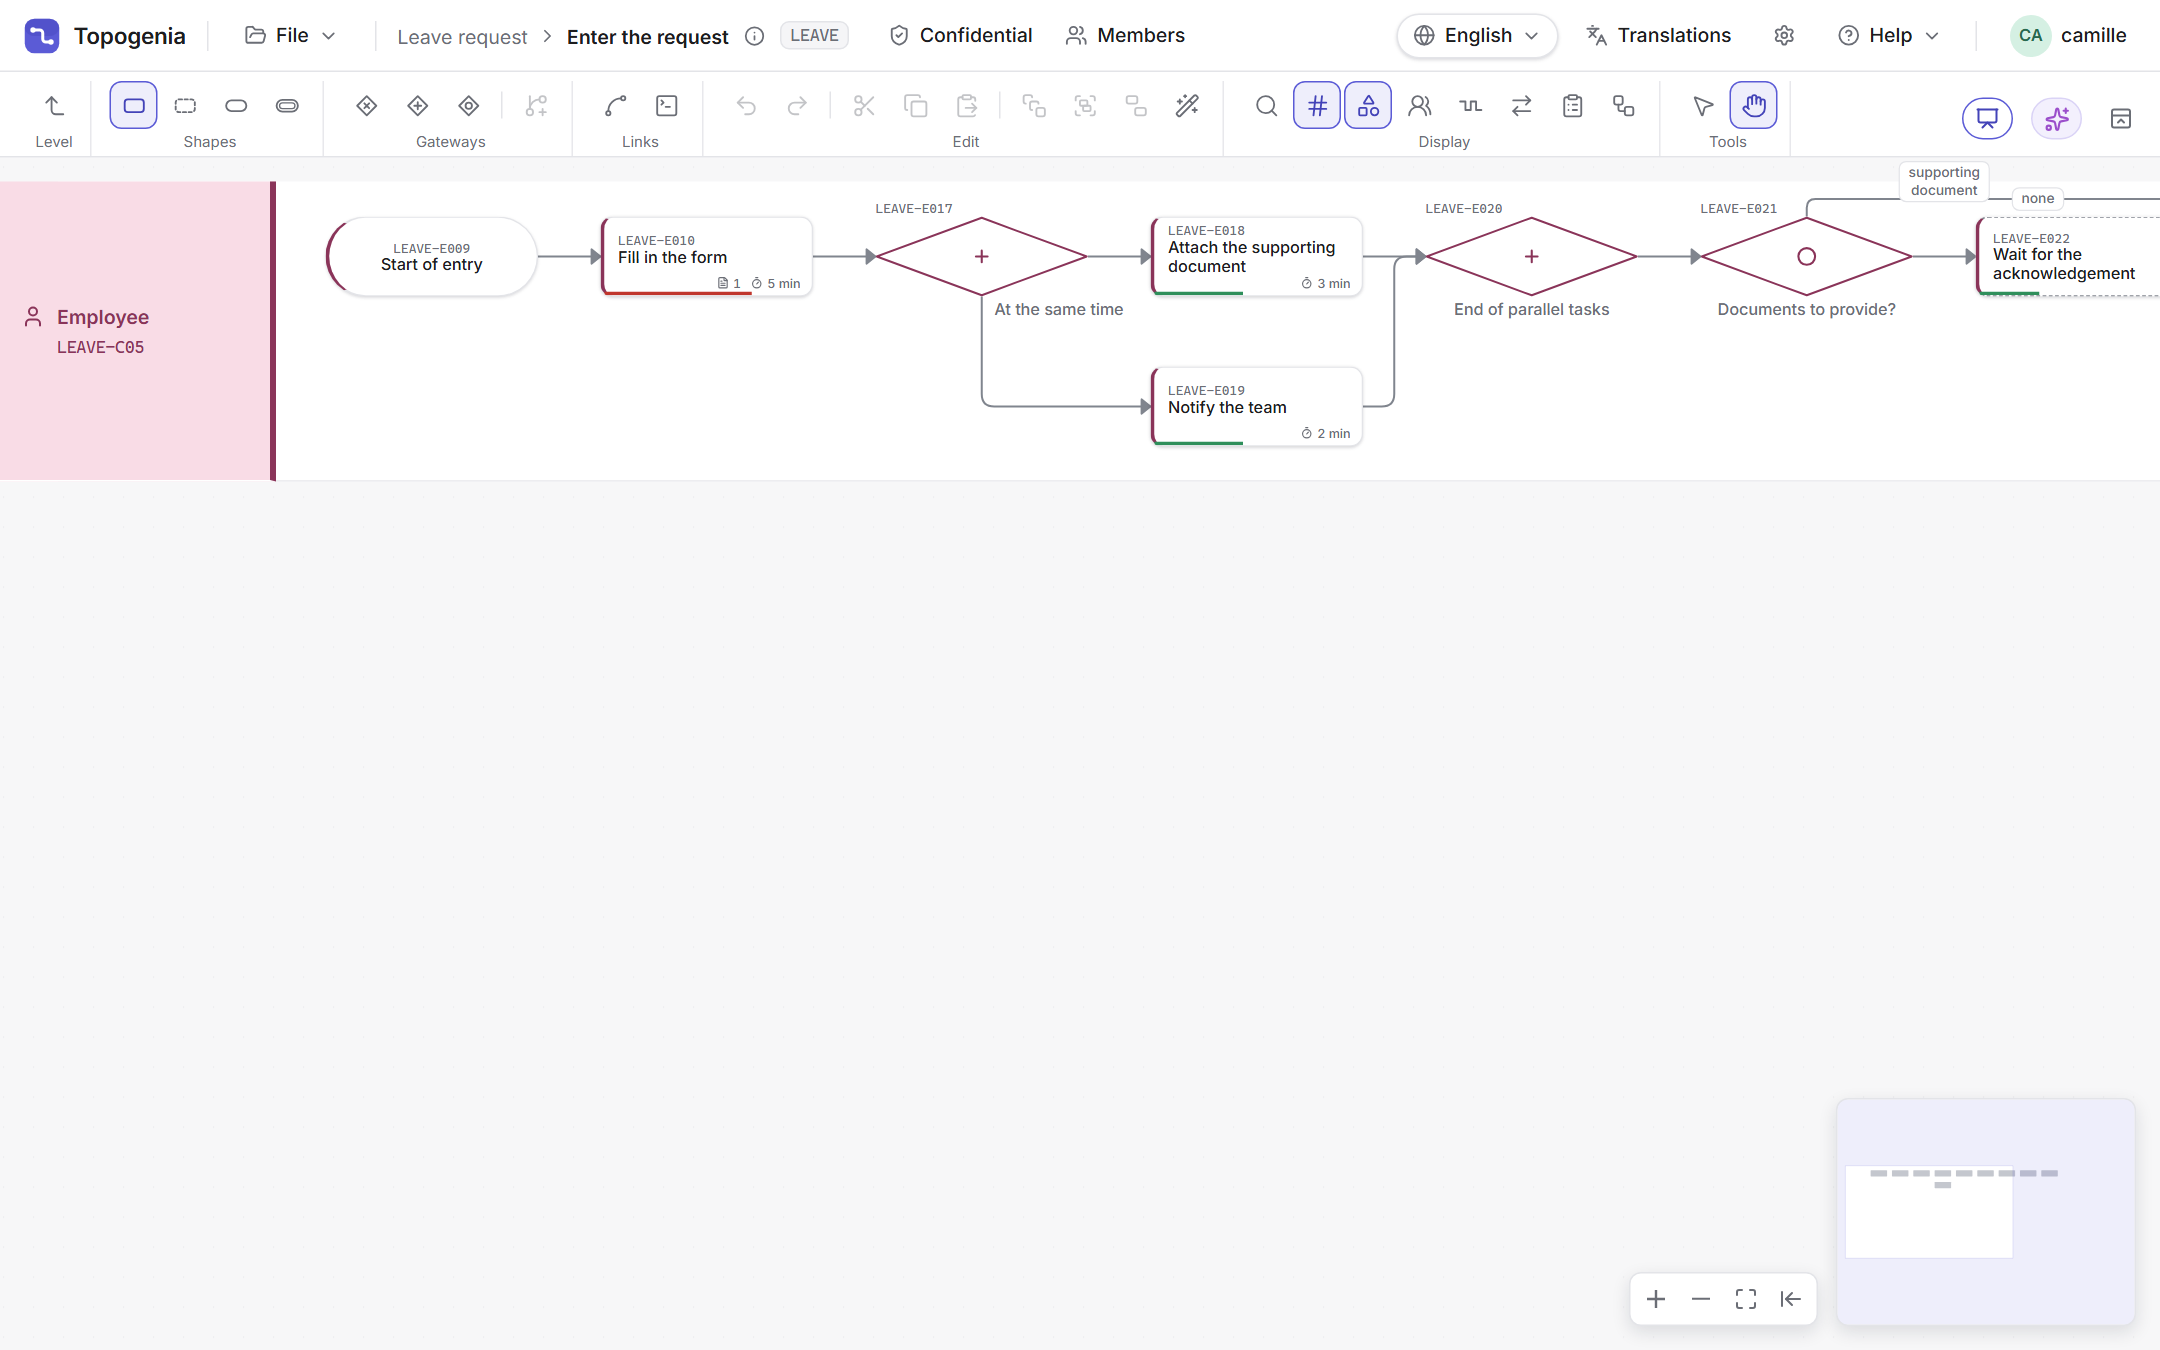 Topogenia
File
Leave request
Enter the request
LEAVE
Confidential
Members
English
Translations
Help
CA
camille
Level
Shapes
Gateways
Links
Edit
Display
Tools
supporting
document
none
Employee
LEAVE-C05
LEAVE-E009
Start of entry
LEAVE-E010
Fill in the form
1
5 min
LEAVE-E017
At the same time
LEAVE-E018
Attach the supporting
document
3 min
LEAVE-E019
Notify the team
2 min
LEAVE-E020
End of parallel tasks
LEAVE-E021
Documents to provide?
LEAVE-E022
Wait for the
acknowledgement